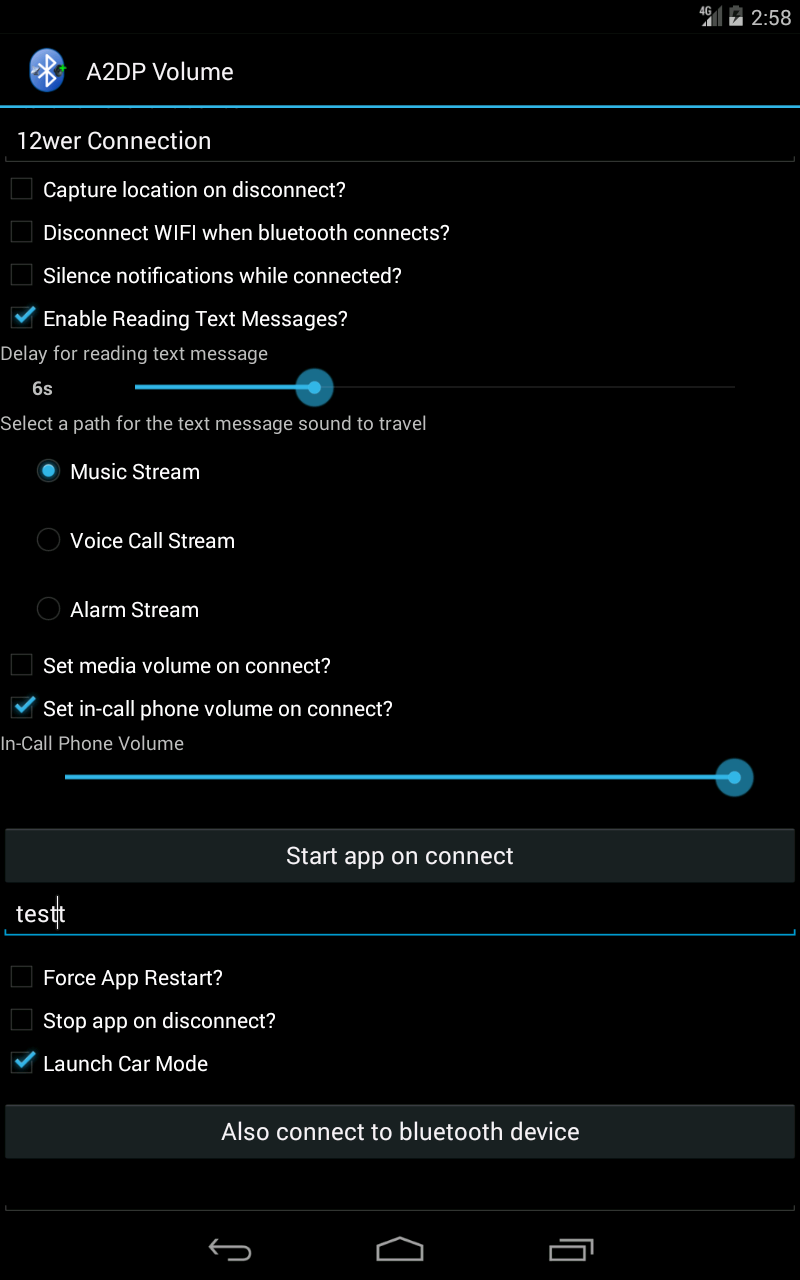 4G 2:58
A2DP Volume
12wer Connection
Capture location on disconnect?
Disconnect WIFI when bluetooth connects?
Silence notifications while connected?
Enable Reading Text Messages?
Delay for reading text message
6s
Select a path for the text message sound to travel
Music Stream
Voice Call Stream
Alarm Stream
Set media volume on connect?
Set in-call phone volume on connect?
In-Call Phone Volume
Start app on connect
testt
Force App Restart?
Stop app on disconnect?
Launch Car Mode
Also connect to bluetooth device